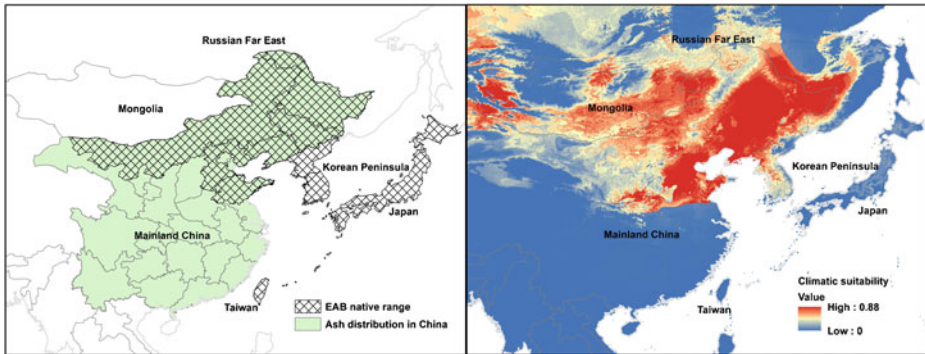 Russian Far East
Mongolia
Korean Peninsula
Japan
Mainland China
Taiwan
EAB native range
Ash distribution in China
Russian Far East
Mongolia
Korean Peninsula
Japan
Mainland China
Climatic suitability
Value
High : 0.88
Low : 0
Taiwan